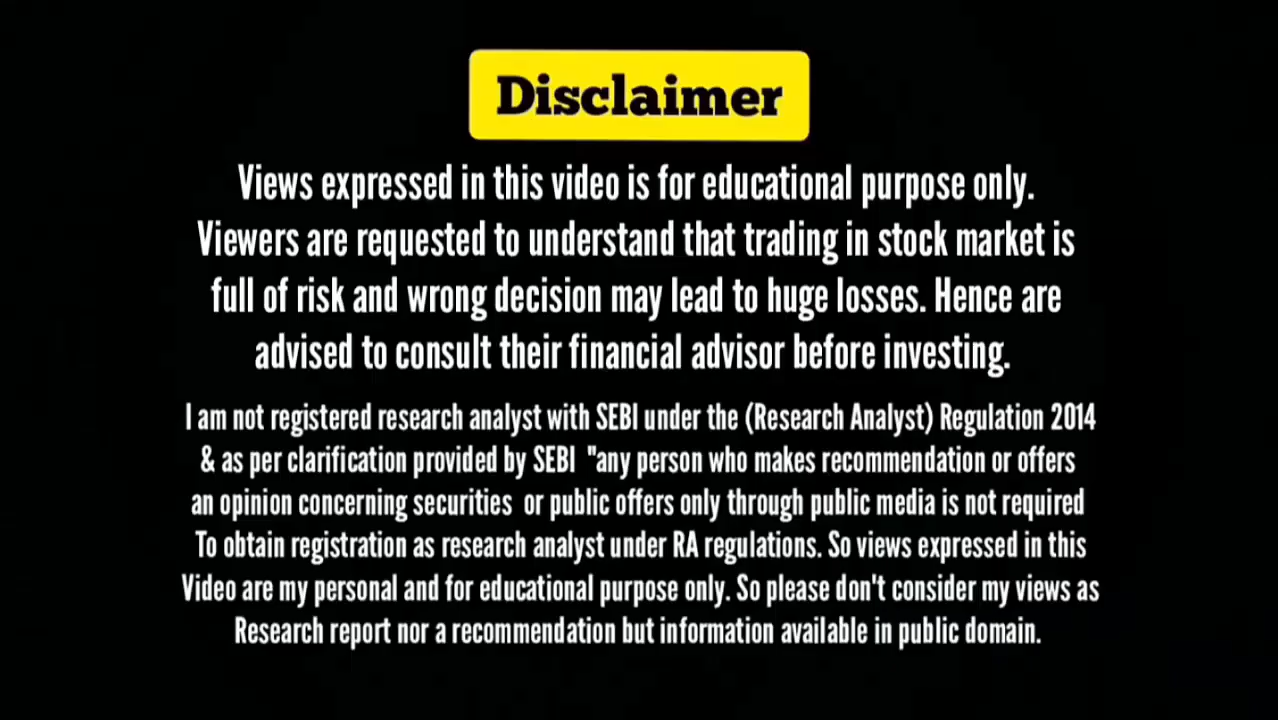 Disclaimer
Views expressed in this video is for educational purpose only.
Viewers are requested to understand that trading in stock market is
full of risk and wrong decision may lead to huge losses. Hence are
advised to consult their financial advisor before investing.
I am not registered research analyst with SEBI under the (Research Analyst) Regulation 2014
& as per clarification provided by SEBI "any person who makes recommendation or offers
an opinion concerning securities or public offers only through public media is not required
To obtain registration as research analyst under RA regulations. So views expressed in this
Video are my personal and for educational purpose only. So please don't consider my views as
Research report nor a recommendation but information available in public domain.